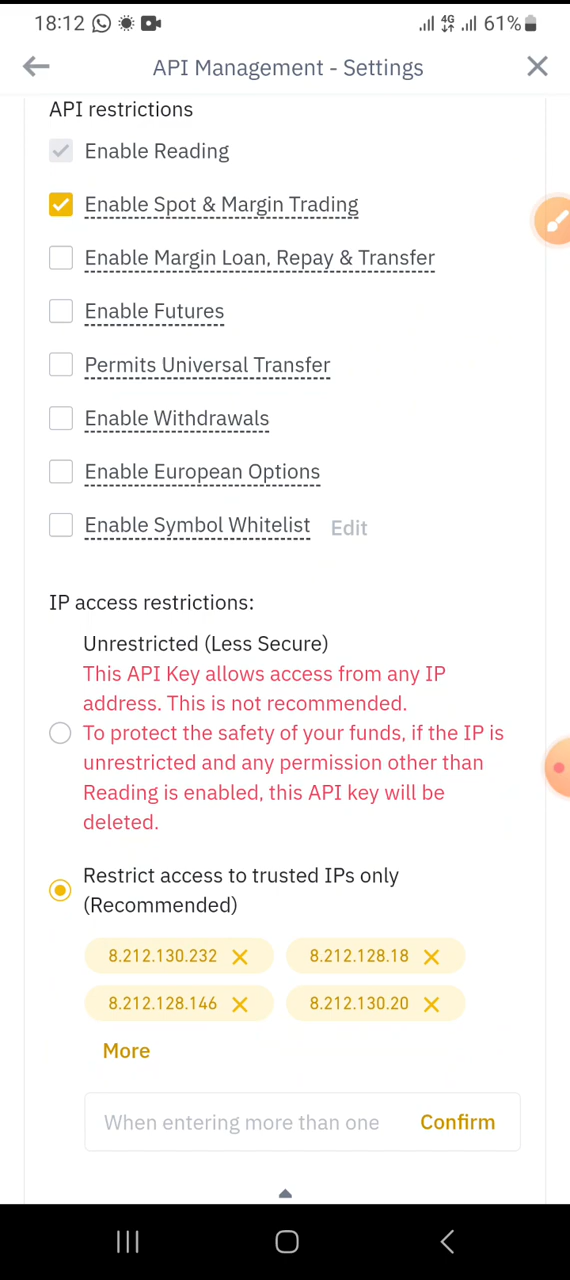 18:12 4G 61%
API Management - Settings
API restrictions
Enable Reading
Enable Spot & Margin Trading
Enable Margin Loan, Repay & Transfer
Enable Futures
Permits Universal Transfer
Enable Withdrawals
Enable European Options
Enable Symbol Whitelist Edit
IP access restrictions:
Unrestricted (Less Secure)
This API Key allows access from any IP
address. This is not recommended.
To protect the safety of your funds, if the IP is
unrestricted and any permission other than
Reading is enabled, this API key will be
deleted.
Restrict access to trusted IPs only
(Recommended)
8.212.130.232 8.212.128.18
8.212.128.146 8.212.130.20
More
When entering more than one Confirm